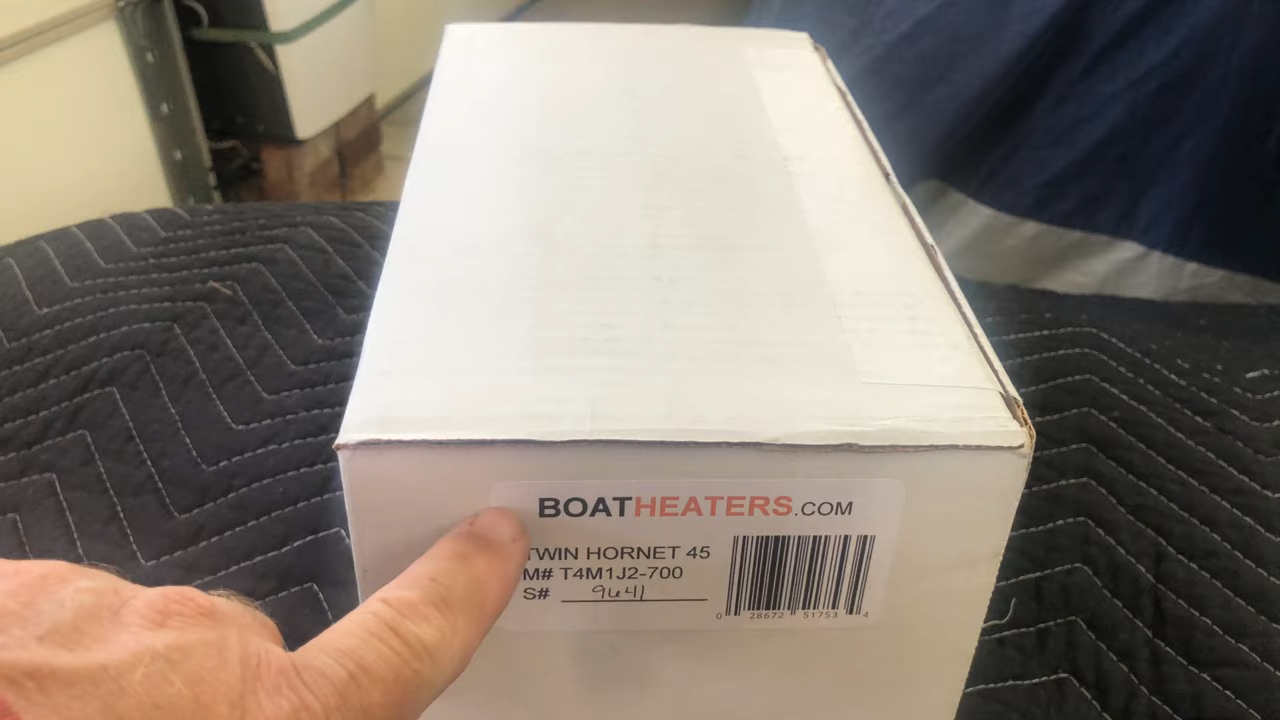 BOATHEATERS.COM
TWIN HORNET 45
M# T4M1J2-700
S# 9641
0 28672 51753 4